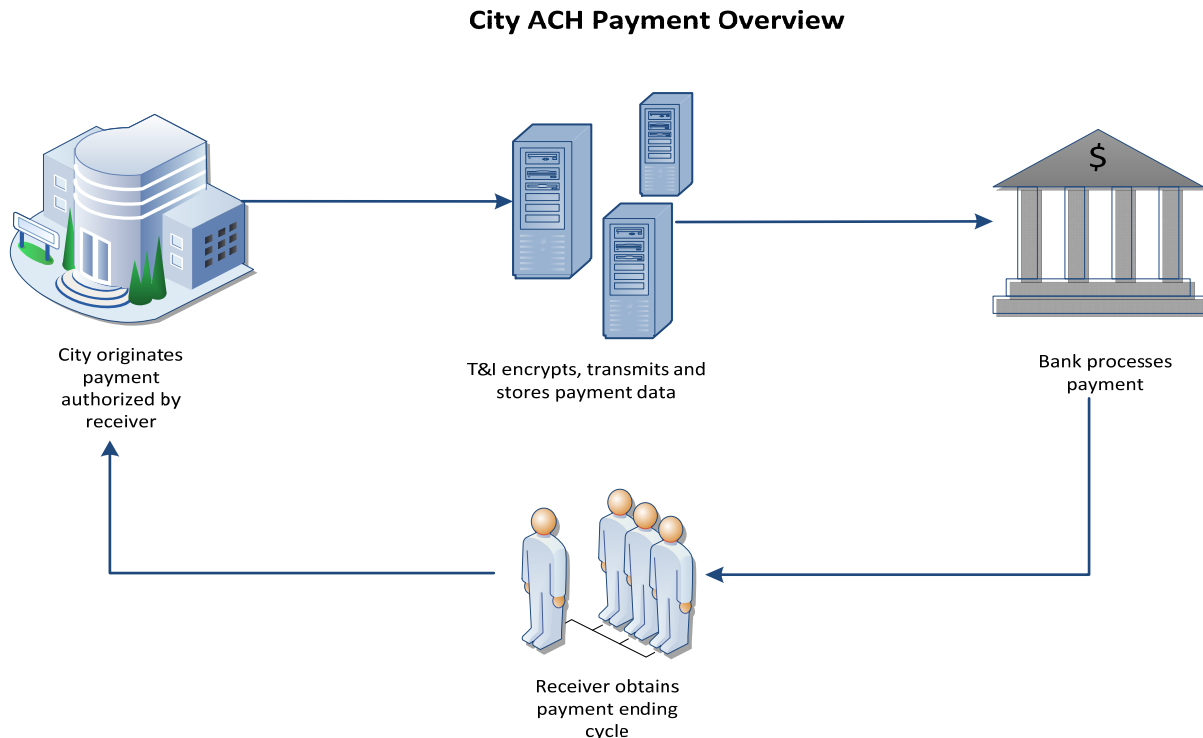 City ACH Payment Overview
$
City originates
payment
authorized by
receiver
T&I encrypts, transmits and
stores payment data
Bank processes
payment
Receiver obtains
payment ending
cycle